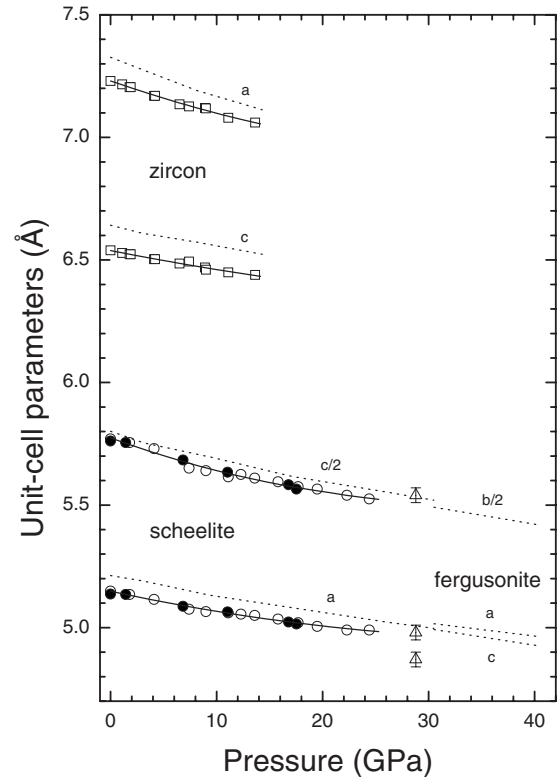 7.5
a
7.0
zircon
c
6.5
6.0
Unit-cell parameters (Å)
c/2
b/2
5.5
scheelite
fergusonite
a
a
5.0
c
0 10 20 30 40
Pressure (GPa)